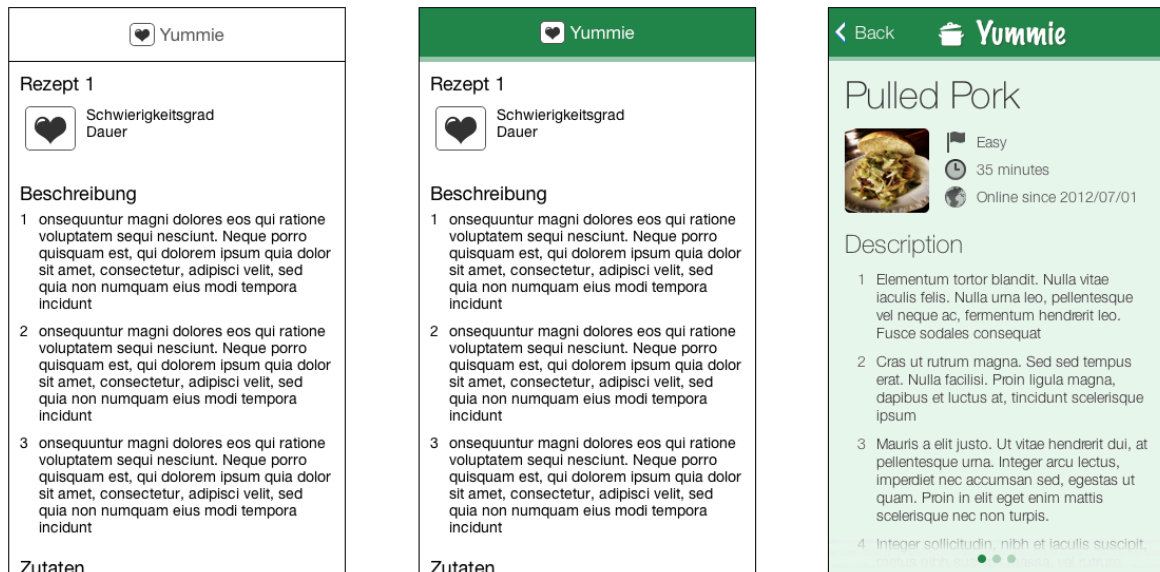 Yummie
Rezept 1
Schwierigkeitsgrad
Dauer
Beschreibung
1 onsequuntur magni dolores eos qui ratione
voluptatem sequi nesciunt. Neque porro
quisquam est, qui dolorem ipsum quia dolor
sit amet, consectetur, adipisci velit, sed
quia non numquam eius modi tempora
incidunt
2 onsequuntur magni dolores eos qui ratione
voluptatem sequi nesciunt. Neque porro
quisquam est, qui dolorem ipsum quia dolor
sit amet, consectetur, adipisci velit, sed
quia non numquam eius modi tempora
incidunt
3 onsequuntur magni dolores eos qui ratione
voluptatem sequi nesciunt. Neque porro
quisquam est, qui dolorem ipsum quia dolor
sit amet, consectetur, adipisci velit, sed
quia non numquam eius modi tempora
incidunt
Zutaten
Yummie
Rezept 1
Schwierigkeitsgrad
Dauer
Beschreibung
1 onsequuntur magni dolores eos qui ratione
voluptatem sequi nesciunt. Neque porro
quisquam est, qui dolorem ipsum quia dolor
sit amet, consectetur, adipisci velit, sed
quia non numquam eius modi tempora
incidunt
2 onsequuntur magni dolores eos qui ratione
voluptatem sequi nesciunt. Neque porro
quisquam est, qui dolorem ipsum quia dolor
sit amet, consectetur, adipisci velit, sed
quia non numquam eius modi tempora
incidunt
3 onsequuntur magni dolores eos qui ratione
voluptatem sequi nesciunt. Neque porro
quisquam est, qui dolorem ipsum quia dolor
sit amet, consectetur, adipisci velit, sed
quia non numquam eius modi tempora
incidunt
Zutaten
Back
Yummie
Pulled Pork
Easy
35 minutes
Online since 2012/07/01
Description
1 Elementum tortor blandit. Nulla vitae
iaculis felis. Nulla urna leo, pellentesque
vel neque ac, fermentum hendrerit leo.
Fusce sodales consequat
2 Cras ut rutrum magna. Sed sed tempus
erat. Nulla facilisi. Proin ligula magna,
dapibus et luctus at, tincidunt scelerisque
ipsum
3 Mauris a elit justo. Ut vitae hendrerit dui, at
pellentesque urna. Integer arcu lectus,
imperdiet nec accumsan sed, egestas ut
quam. Proin in elit eget enim mattis
scelerisque nec non turpis.
4 Integer sollicitudin, nibh et iaculis suscipit,